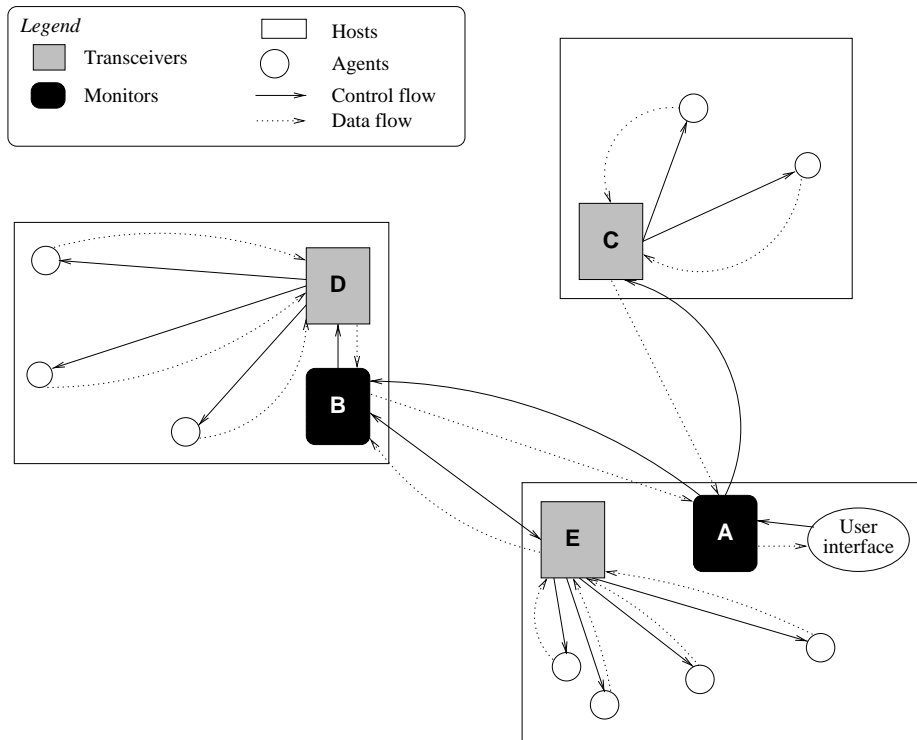 Legend
Transceivers
Monitors
Hosts
Agents
Control flow
Data flow
C
D
B
E
A
User
interface